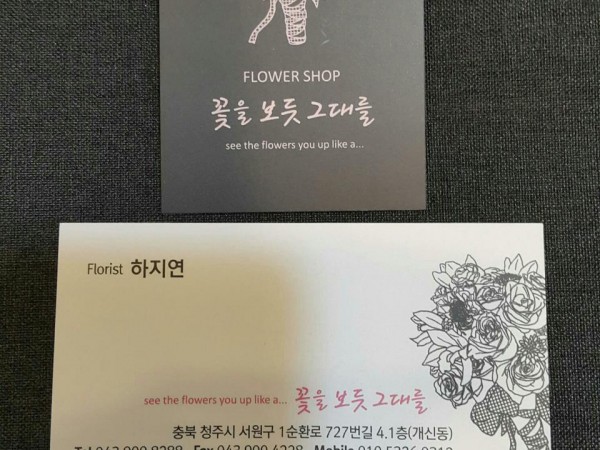 FLOWER SHOP
꽃을 보듯 그대를
see the flowers you up like a...
Florist 하지연
see the flowers you up like a... 꽃을 보듯 그대를
충북 청주시 서원구 1순환로 727번길 4.1층(개신동)